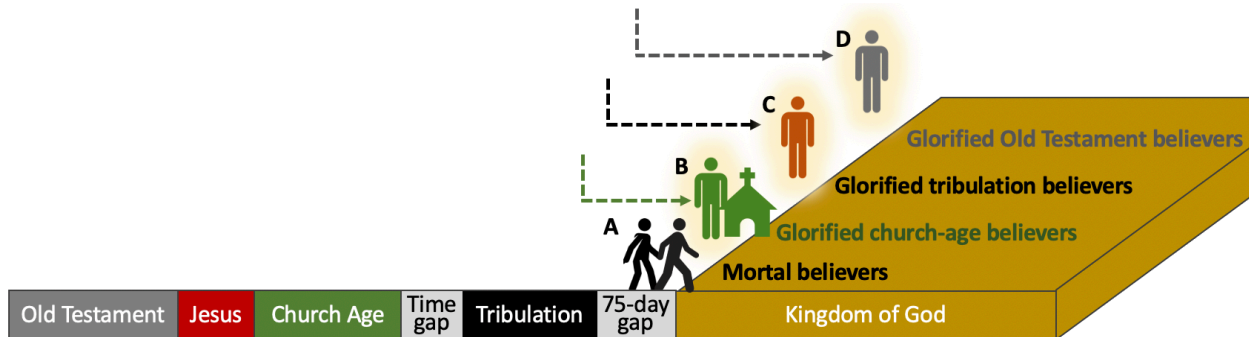 D
C
Glorified Old Testament believers
B
Glorified tribulation believers
A
Glorified church-age believers
Mortal believers
Old Testament
Jesus
Church Age
Time
gap
Tribulation
75-day
gap
Kingdom of God